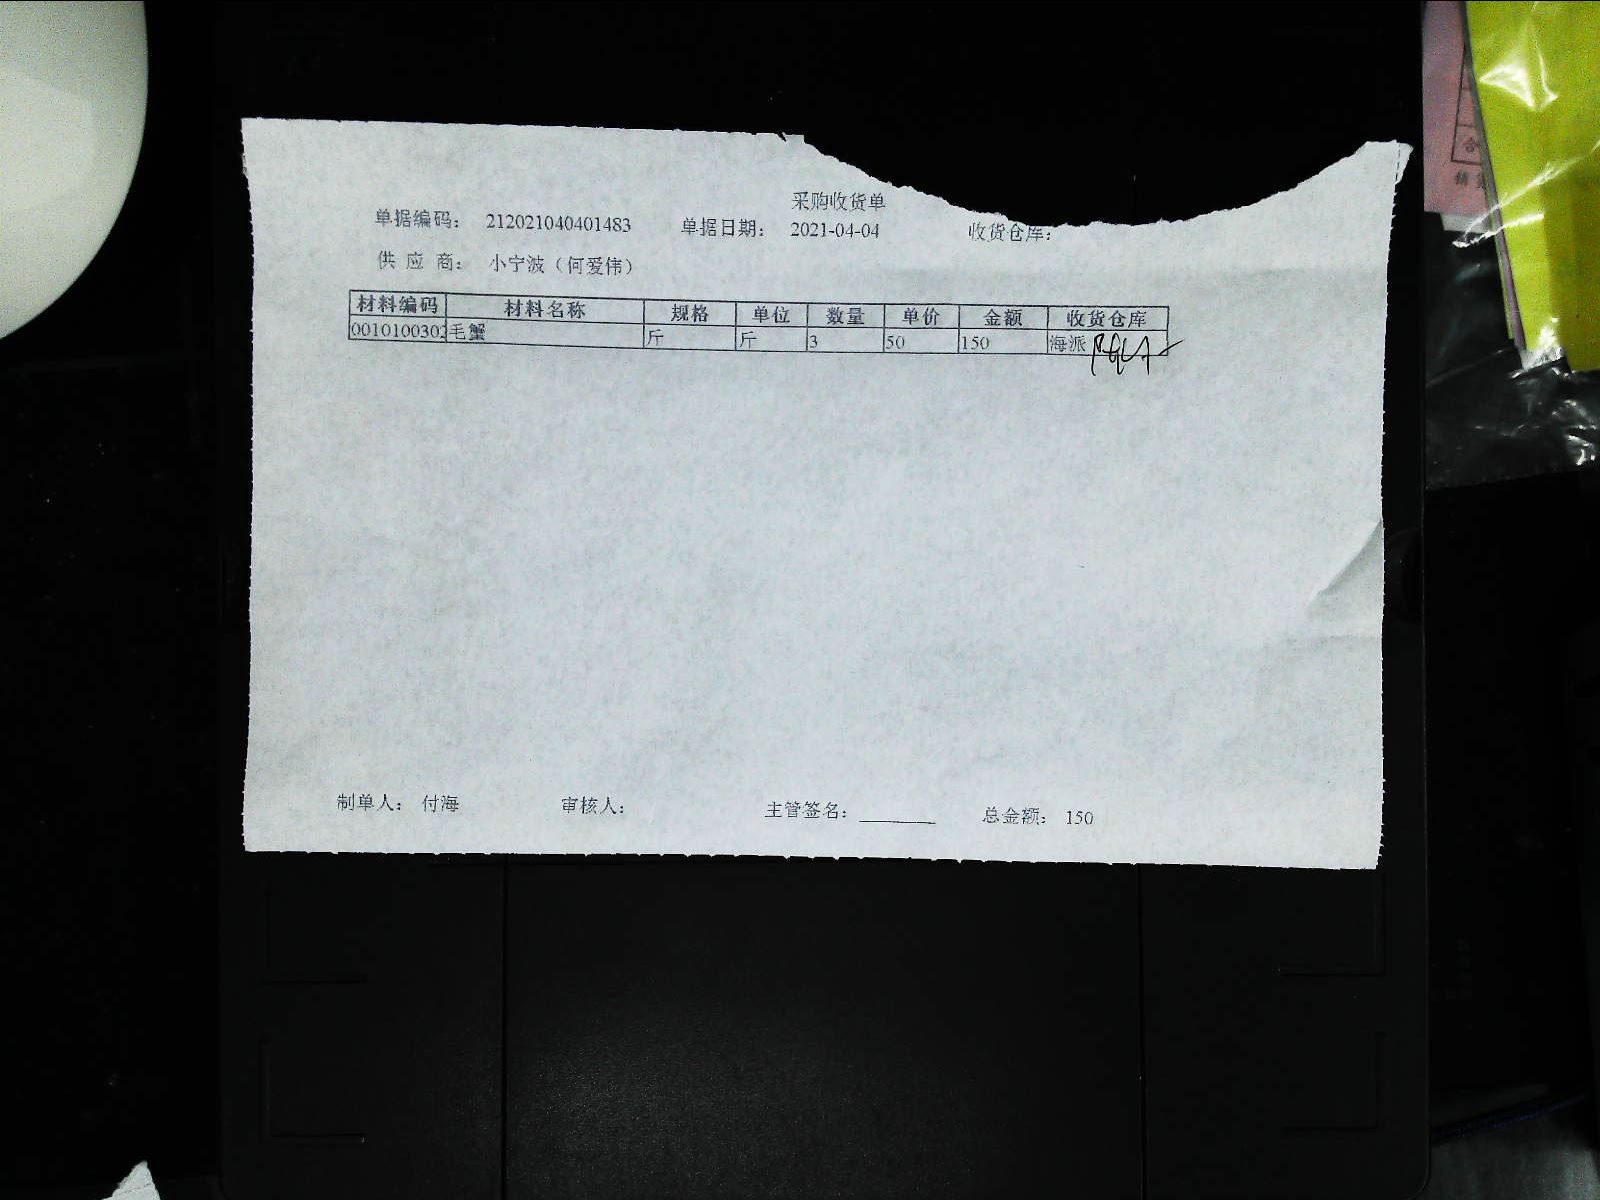 采购收货单
单据编码： 212021040401483 单据日期： 2021-04-04 收货仓库：
供 应 商： 小宁波（何爱伟）
材料编码 材料名称 规格 单位 数量 单价 金额 收货仓库
0010100302 毛蟹 斤 斤 3 50 150 海派
制单人： 付海 审核人： 主管签名：________ 总金额： 150